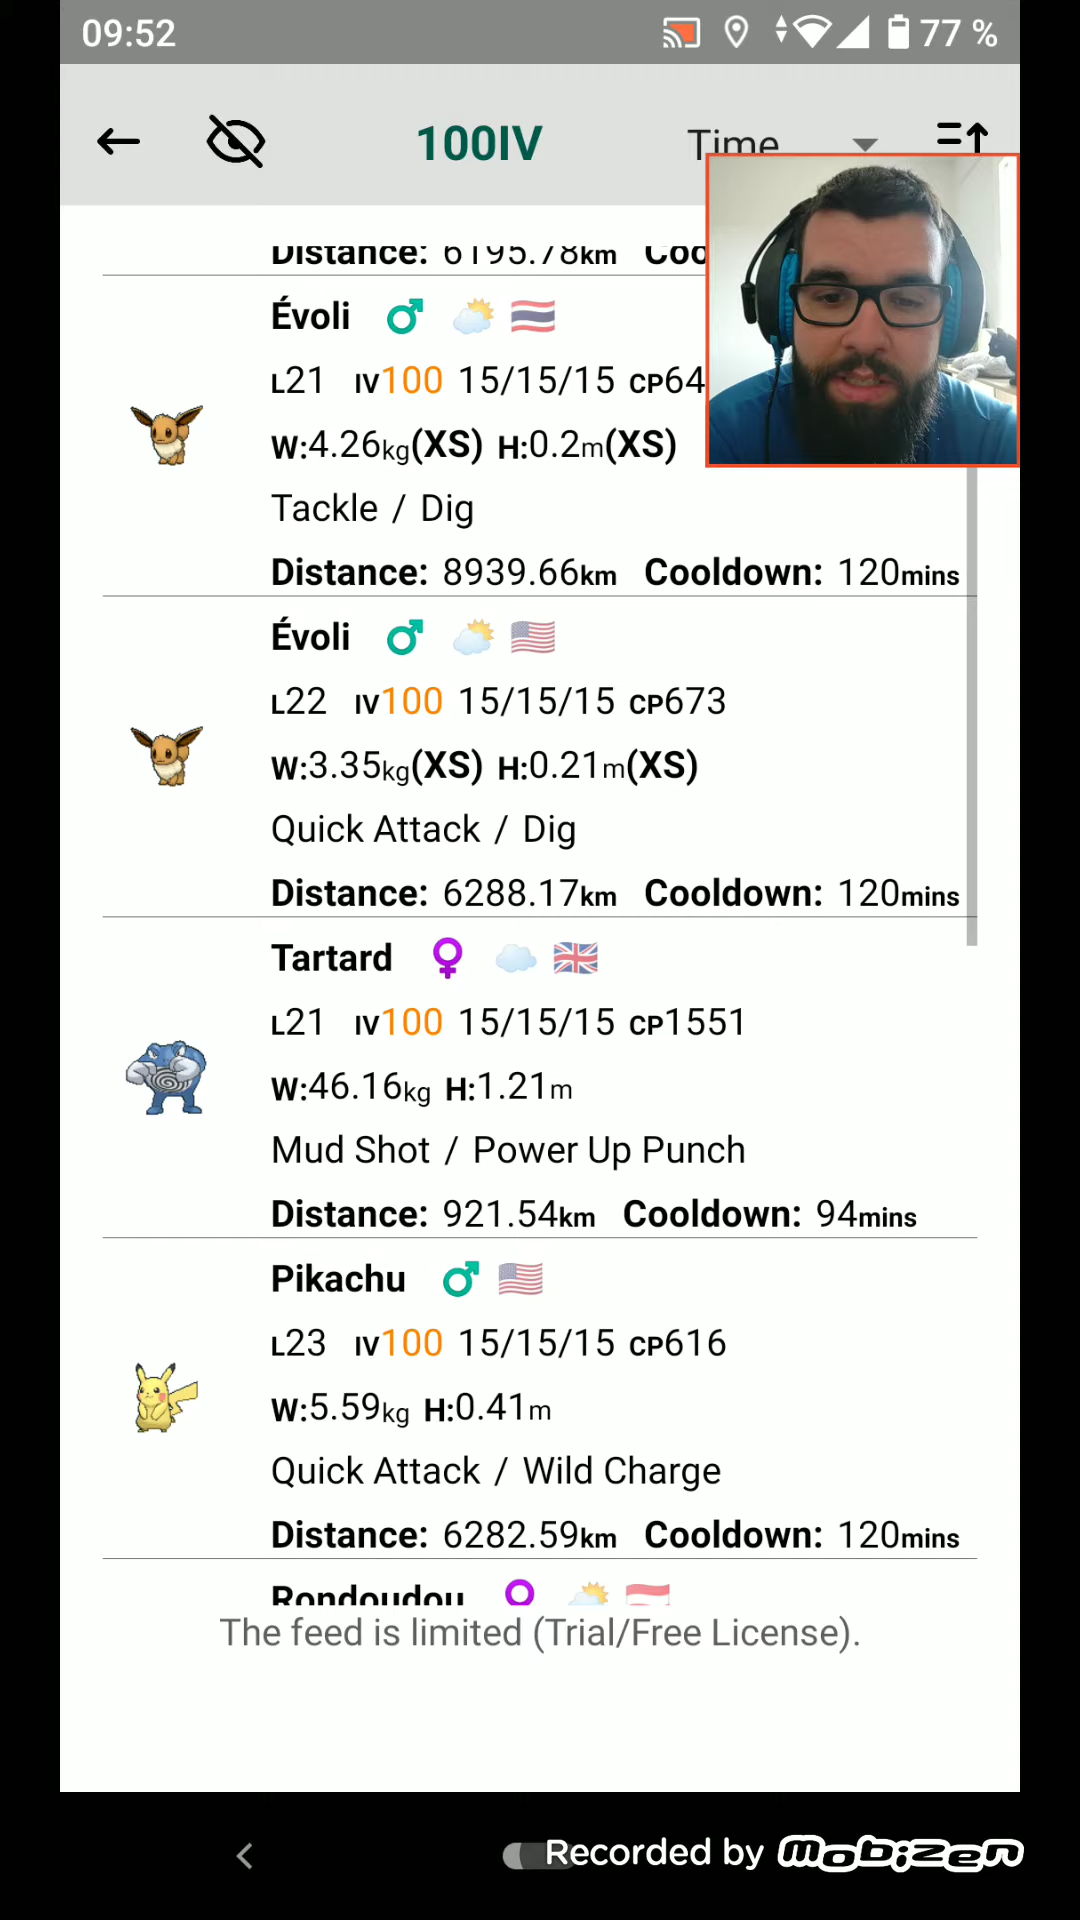 09:52
77 %
100IV
Time
Distance: 6195.78km
Évoli
L21 IV100 15/15/15 CP64
W:4.26kg(XS) H:0.2m(XS)
Tackle / Dig
Distance: 8939.66km Cooldown: 120mins
Évoli
L22 IV100 15/15/15 CP673
W:3.35kg(XS) H:0.21m(XS)
Quick Attack / Dig
Distance: 6288.17km Cooldown: 120mins
Tartard
L21 IV100 15/15/15 CP1551
W:46.16kg H:1.21m
Mud Shot / Power Up Punch
Distance: 921.54km Cooldown: 94mins
Pikachu
L23 IV100 15/15/15 CP616
W:5.59kg H:0.41m
Quick Attack / Wild Charge
Distance: 6282.59km Cooldown: 120mins
Rondoudou
The feed is limited (Trial/Free License).
Recorded by mobizen